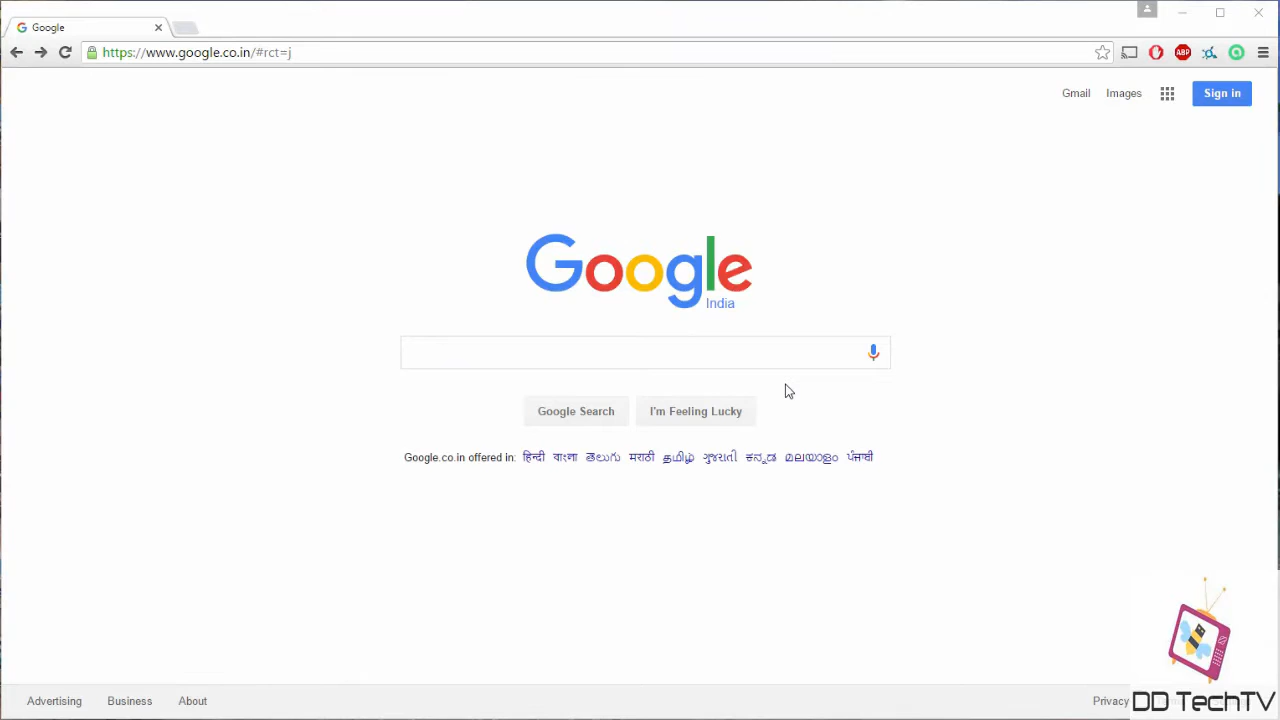 Google
https://www.google.co.in/#rct=j
ABP
Gmail Images Sign in
Google
India
Google Search I'm Feeling Lucky
Google.co.in offered in: हिन्दी বাংলা తెలుగు मराठी தமிழ் ગુજરાતી ಕನ್ನಡ മലയാളം ਪੰਜਾਬੀ
Advertising Business About Privacy
DD TechTV